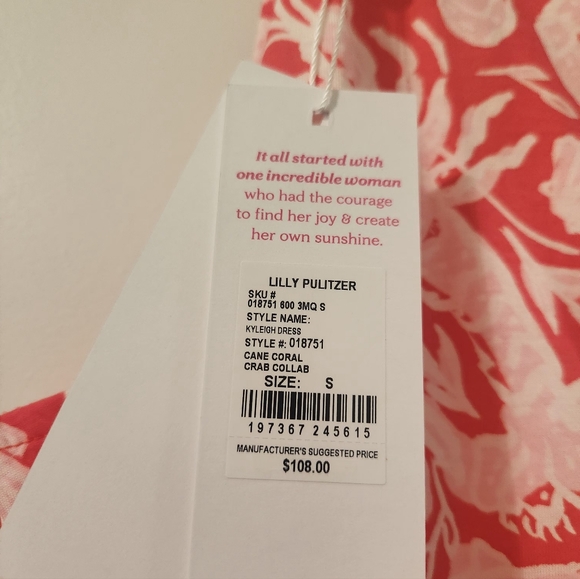 It all started with
one incredible woman
who had the courage
to find her joy & create
her own sunshine.
LILLY PULITZER
SKU #
018751 600 3MQ S
STYLE NAME:
KYLEIGH DRESS
STYLE #: 018751
CANE CORAL
CRAB COLLAB
SIZE: S
197367 245615
MANUFACTURER'S SUGGESTED PRICE
$108.00